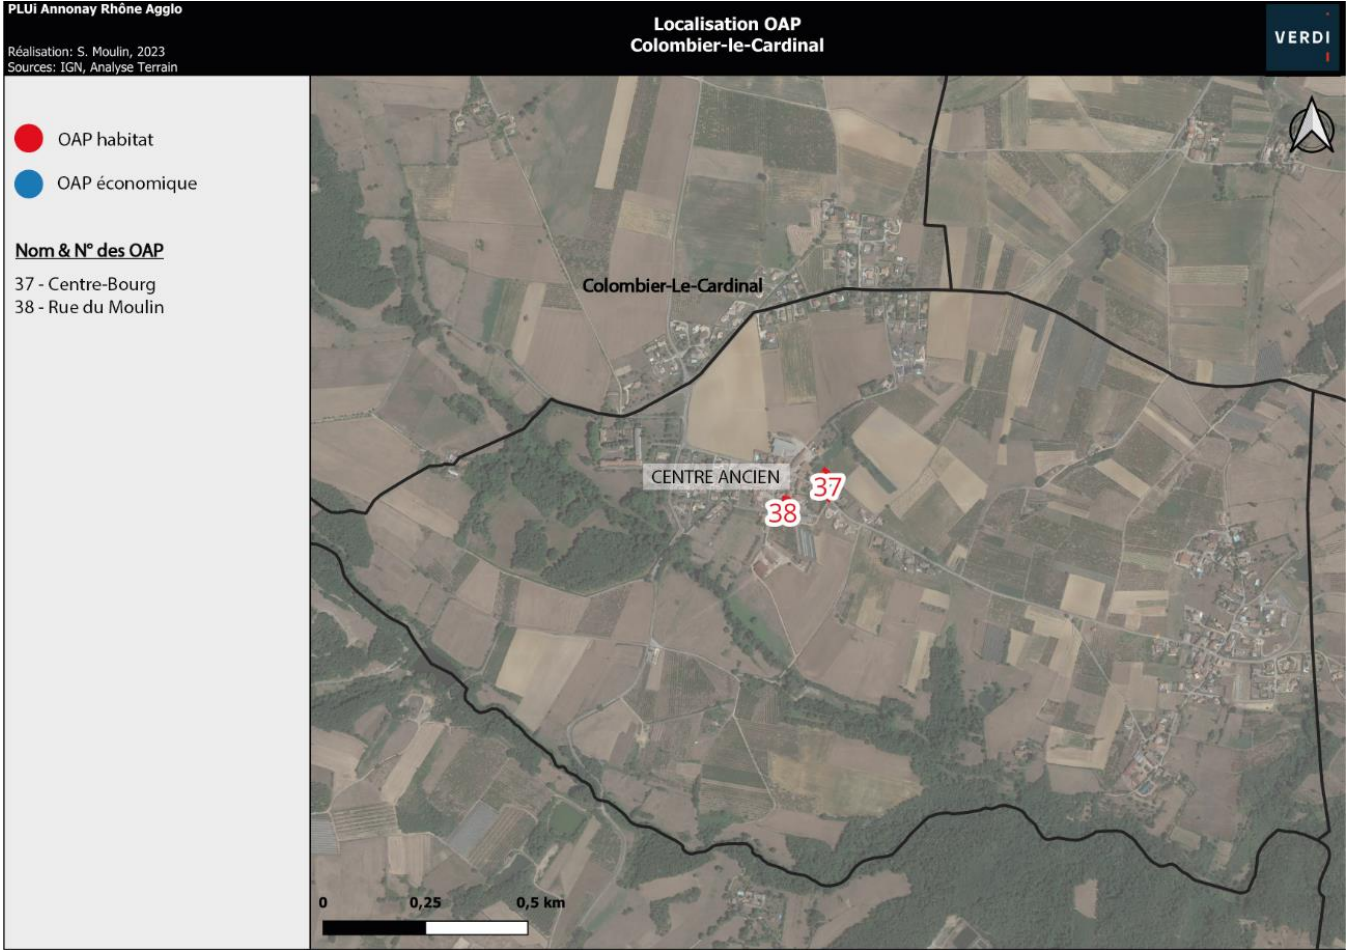 PLUi Annonay Rhône Agglo
Réalisation: S. Moulin, 2023
Sources: IGN, Analyse Terrain
Localisation OAP
Colombier-le-Cardinal
VERDI
OAP habitat
OAP économique
Nom & N° des OAP
37 - Centre-Bourg
38 - Rue du Moulin
Colombier-Le-Cardinal
CENTRE ANCIEN
37
38
0 0,25 0,5 km